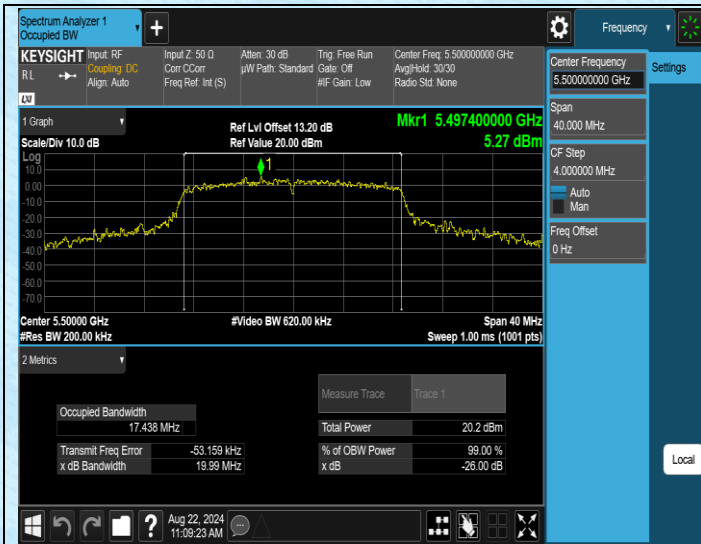 Spectrum Analyzer 1
Occupied BW
Frequency
KEYSIGHT
RL
LXI
Input: RF
Coupling: DC
Align: Auto
Input Z: 50 Ω
Corr CCorr
Freq Ref: Int (S)
Atten: 30 dB
µW Path: Standard
Trig: Free Run
Gate: Off
#IF Gain: Low
Center Freq: 5.500000000 GHz
Avg|Hold: 30/30
Radio Std: None
Center Frequency
5.500000000 GHz
Settings
Span
40.000 MHz
CF Step
4.000000 MHz
Auto
Man
Freq Offset
0 Hz
Local
1 Graph
Scale/Div 10.0 dB
Ref Lvl Offset 13.20 dB
Ref Value 20.00 dBm
Mkr1 5.497400000 GHz
5.27 dBm
Log
10.0
0.00
-10.0
-20.0
-30.0
-40.0
-50.0
-60.0
-70.0
1
Center 5.50000 GHz
#Res BW 200.00 kHz
#Video BW 620.00 kHz
Span 40 MHz
Sweep 1.00 ms (1001 pts)
2 Metrics
Measure Trace
Trace 1
Occupied Bandwidth
17.438 MHz
Total Power
20.2 dBm
Transmit Freq Error
-53.159 kHz
% of OBW Power
99.00 %
x dB Bandwidth
19.99 MHz
x dB
-26.00 dB
?
Aug 22, 2024
11:09:23 AM